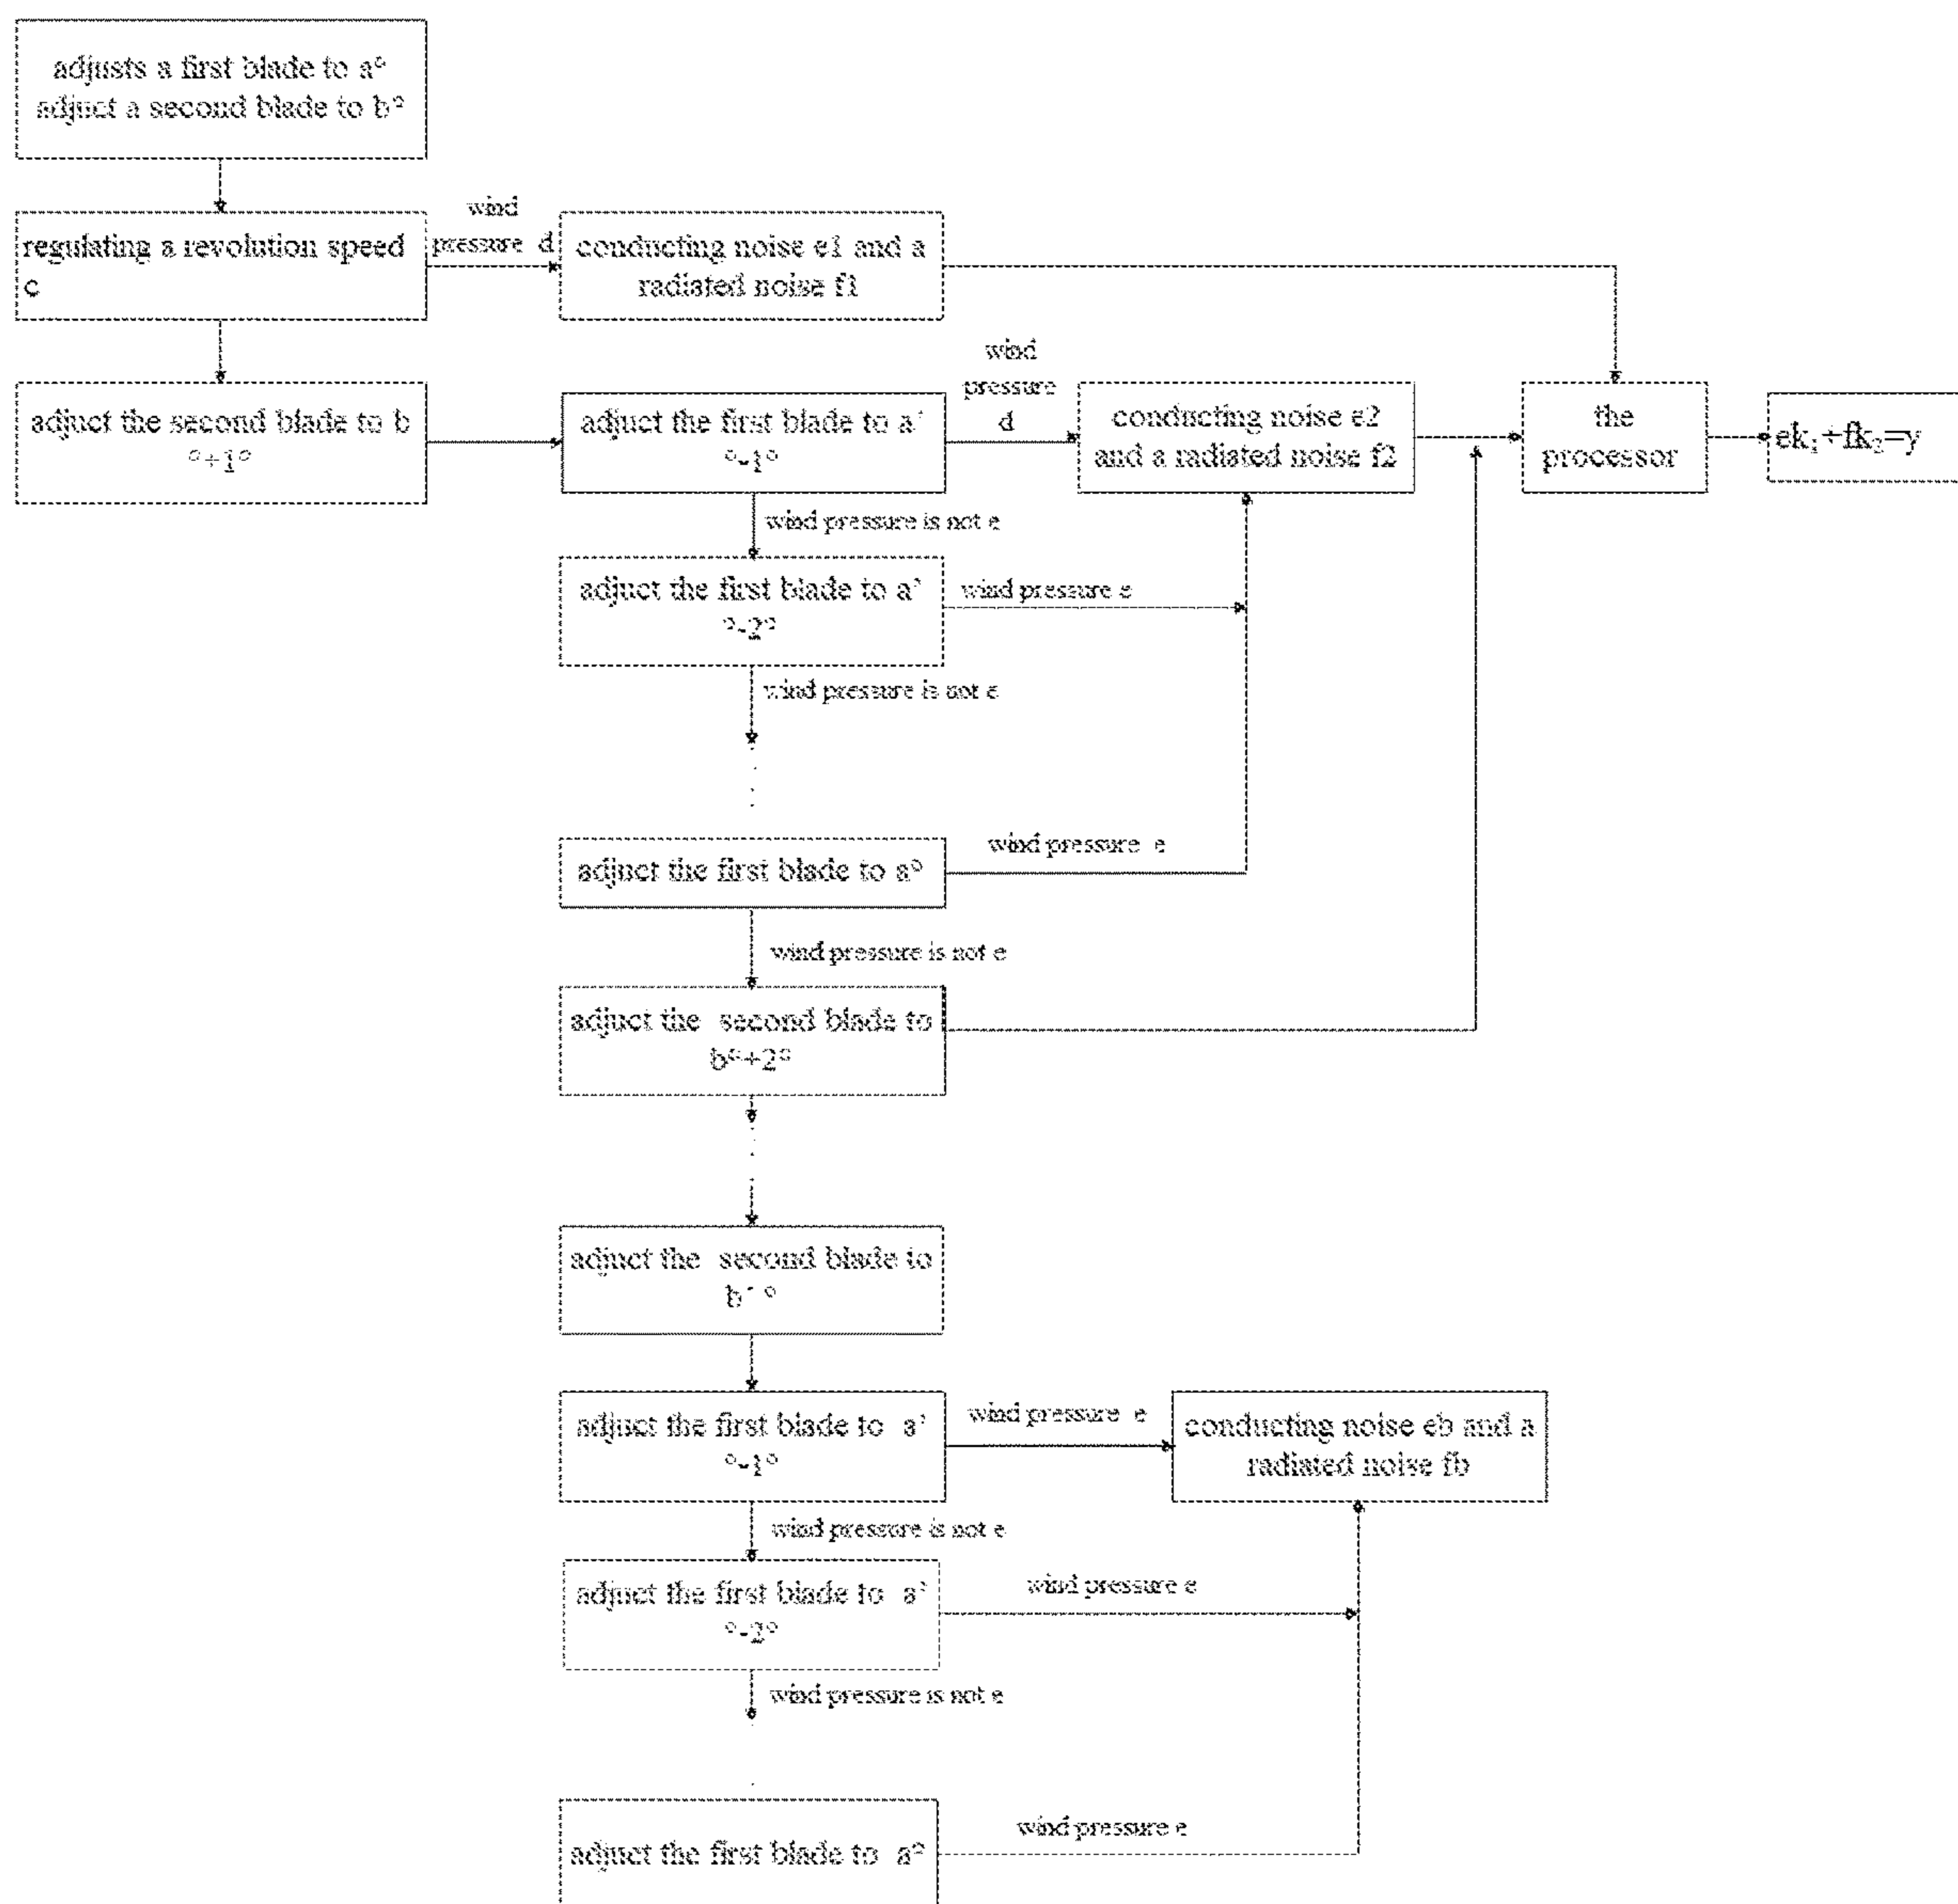 adjusts a first blade to a°
adjuct a second blade to b°
regulating a revolution speed
c
wind
pressure d
conducting noise e1 and a
radiated noise f1
adjuct the second blade to b
°+1°
adjuct the first blade to a'
°-1°
wind
pressure
d
conducting noise e2
and a radiated noise f2
the
processor
ek₁+fk₂=y
wind pressure is not e
adjuct the first blade to a'
°-2°
wind pressure e
wind pressure is not e
adjuct the first blade to a°
wind pressure e
wind pressure is not e
adjuct the second blade to
b°+2°
adjuct the second blade to
b'°
adjuct the first blade to a'
°-1°
wind pressure e
conducting noise eb and a
radiated noise fb
wind pressure is not e
adjuct the first blade to a'
°-2°
wind pressure e
wind pressure is not e
adjuct the first blade to a°
wind pressure e